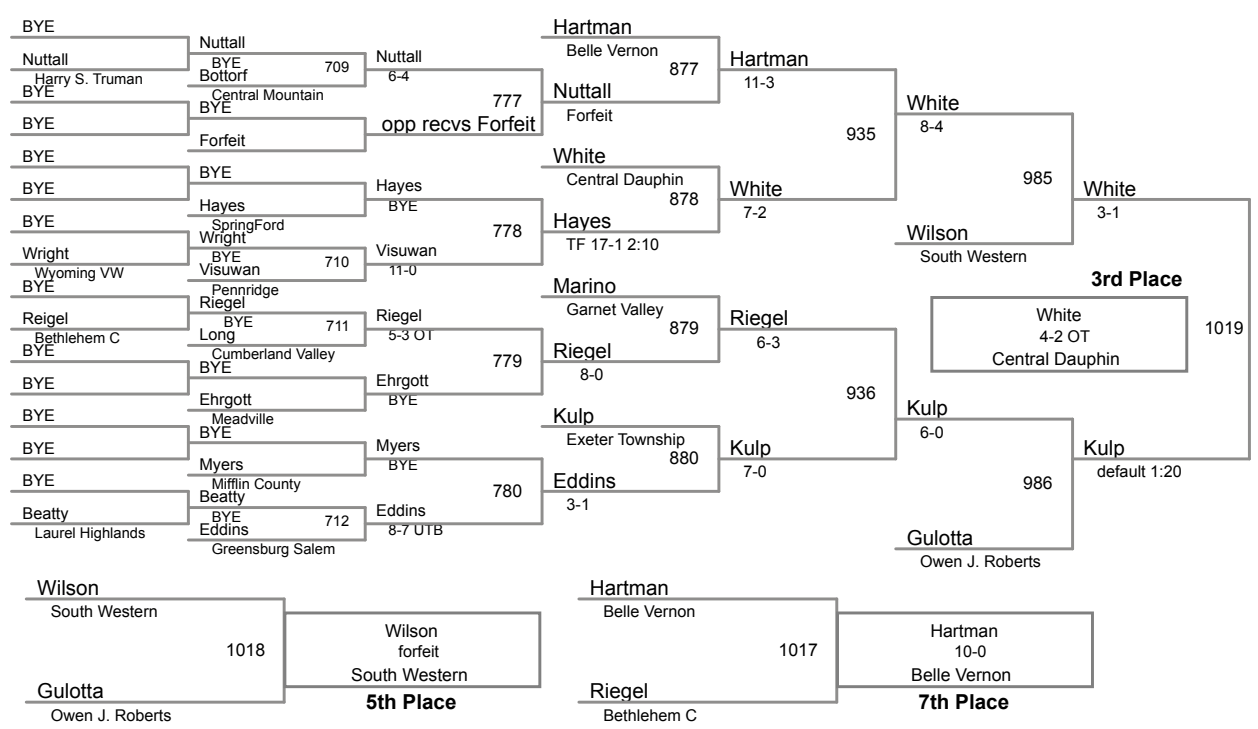 BYE
Nuttall
Harry S. Truman
BYE
BYE
BYE
BYE
BYE
Wright
Wyoming VW
BYE
Reigel
Bethlehem C
BYE
BYE
BYE
BYE
BYE
Beatty
Laurel Highlands
Nuttall
BYE
709
Bottorf
Central Mountain
BYE
Forfeit
BYE
Hayes
SpringFord
Wright
BYE
710
Visuwan
Pennridge
Riegel
BYE
711
Long
Cumberland Valley
BYE
Ehrgott
Meadville
BYE
Myers
Mifflin County
Beatty
BYE
712
Eddins
Greensburg Salem
Nuttall
6-4
777
opp recvs Forfeit
Hayes
BYE
778
Visuwan
11-0
Riegel
5-3 OT
779
Ehrgott
BYE
Myers
BYE
780
Eddins
8-7 UTB
Hartman
Belle Vernon
877
Nuttall
Forfeit
White
Central Dauphin
878
Hayes
TF 17-1 2:10
Marino
Garnet Valley
879
Riegel
8-0
Kulp
Exeter Township
880
Eddins
3-1
Hartman
11-3
935
White
7-2
Riegel
6-3
936
Kulp
7-0
White
8-4
985
Wilson
South Western
Kulp
6-0
986
Gulotta
Owen J. Roberts
White
3-1
3rd Place
White
4-2 OT
Central Dauphin
1019
Kulp
default 1:20
Wilson
South Western
1018
Gulotta
Owen J. Roberts
Wilson
forfeit
South Western
5th Place
Hartman
Belle Vernon
1017
Riegel
Bethlehem C
Hartman
10-0
Belle Vernon
7th Place